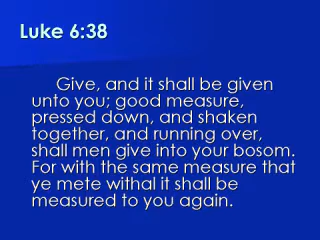 Luke 6:38
Give, and it shall be given
unto you; good measure,
pressed down, and shaken
together, and running over,
shall men give into your bosom.
For with the same measure that
ye mete withal it shall be
measured to you again.